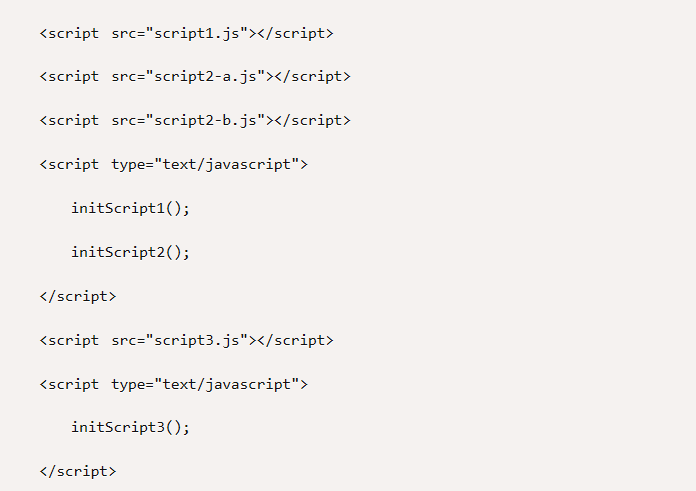 <script src="script1.js"></script>
<script src="script2-a.js"></script>
<script src="script2-b.js"></script>
<script type="text/javascript">
initScript1();
initScript2();
</script>
<script src="script3.js"></script>
<script type="text/javascript">
initScript3();
</script>